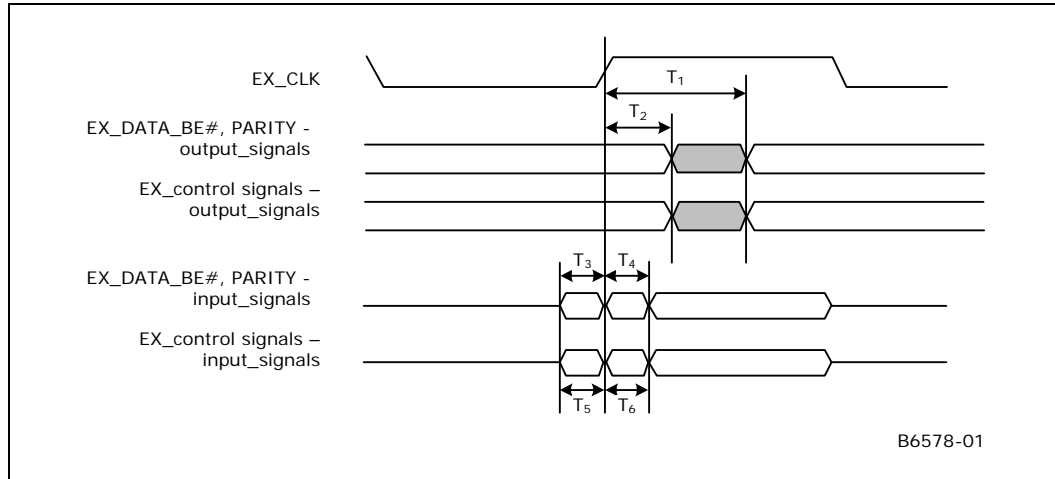 EX_CLK
T1
T2
EX_DATA_BE#, PARITY -
output_signals
EX_control signals –
output_signals
T3
T4
EX_DATA_BE#, PARITY -
input_signals
EX_control signals –
input_signals
T5
T6
B6578-01